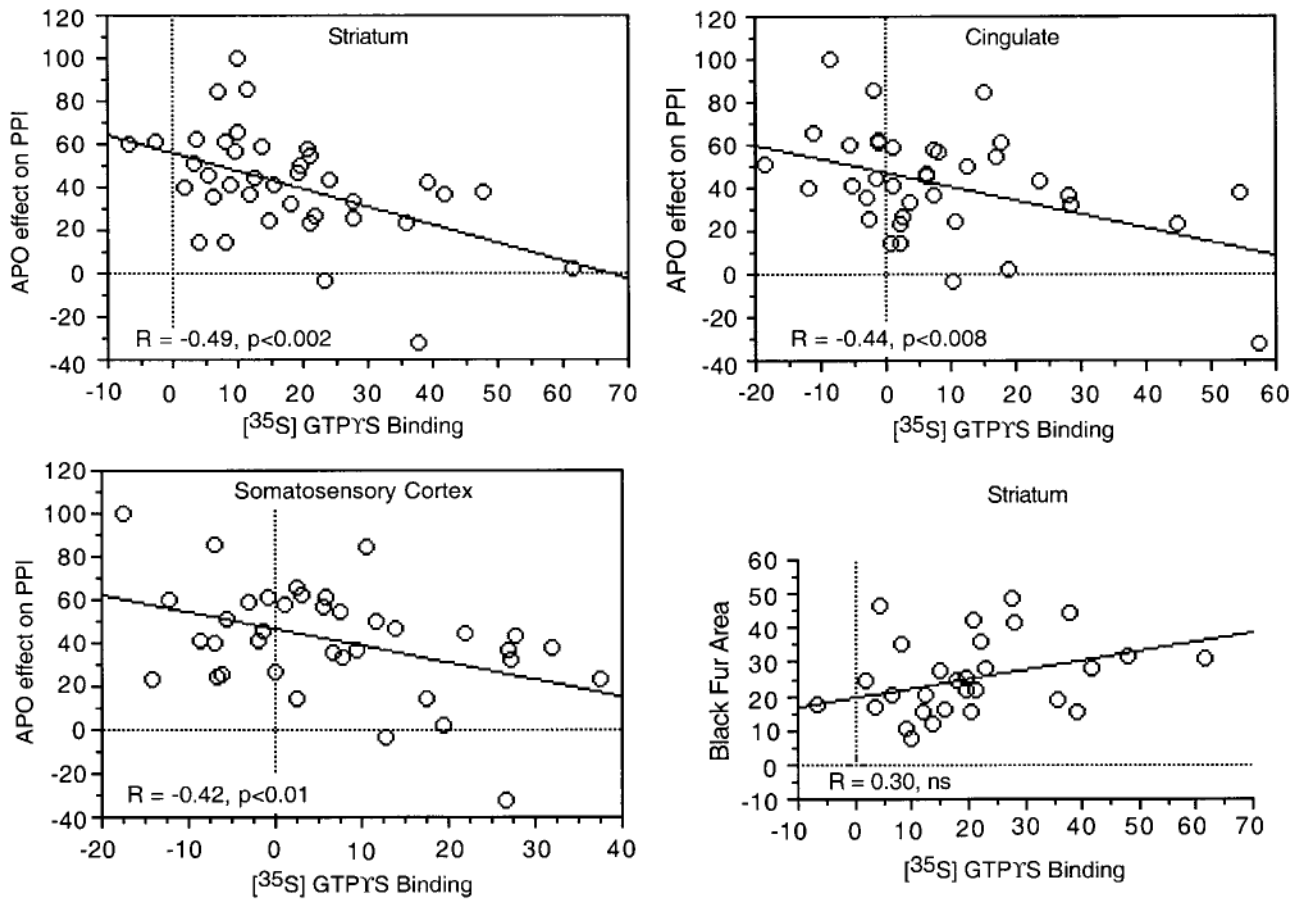 Striatum
120
100
80
60
40
20
0
-20
-40
APO effect on PPI
R = -0.49, p<0.002
-10 0 10 20 30 40 50 60 70
[35S] GTPϒS Binding
Cingulate
120
100
80
60
40
20
0
-20
-40
APO effect on PPI
R = -0.44, p<0.008
-20 -10 0 10 20 30 40 50 60
[35S] GTPϒS Binding
Somatosensory Cortex
120
100
80
60
40
20
0
-20
-40
APO effect on PPI
R = -0.42, p<0.01
-20 -10 0 10 20 30 40
[35S] GTPϒS Binding
Striatum
60
50
40
30
20
10
0
-10
Black Fur Area
R = 0.30, ns
-10 0 10 20 30 40 50 60 70
[35S] GTPϒS Binding